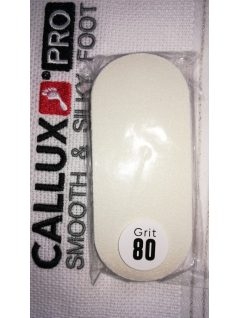 CALLUX PRO
SMOOTH & SILKY FOOT
Grit
80